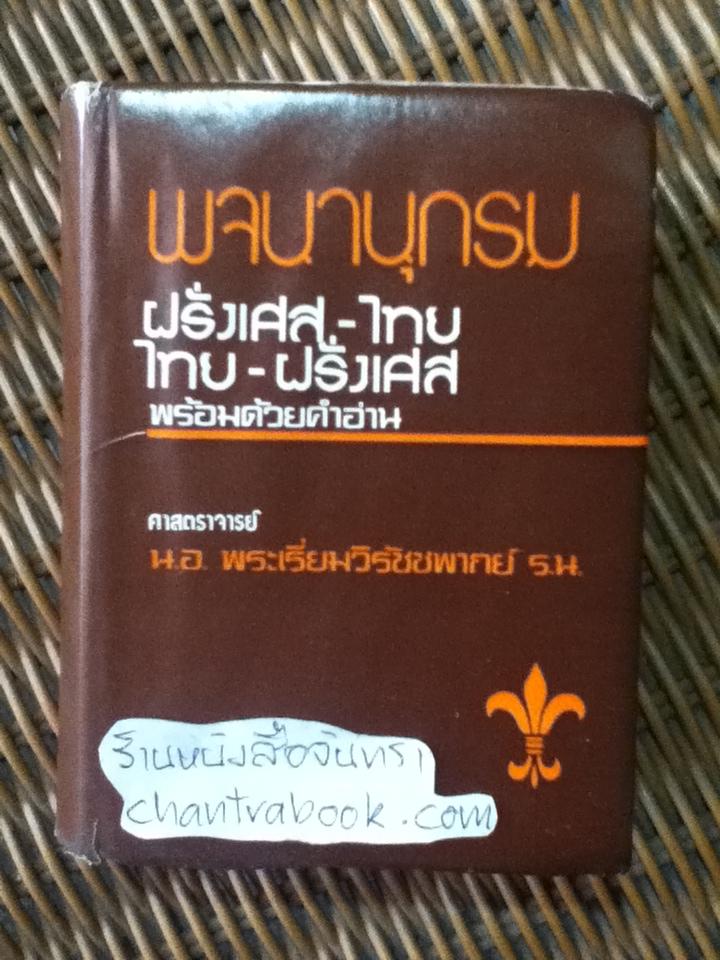 พจนานุกรม
ฝรั่งเศส-ไทย
ไทย-ฝรั่งเศส
พร้อมด้วยคำอ่าน
ศาสตราจารย์
น.อ. พระเรี่ยมวิรัชชพากย์ ร.น.
ร้านหนังสือจันทรา
chantrabook.com